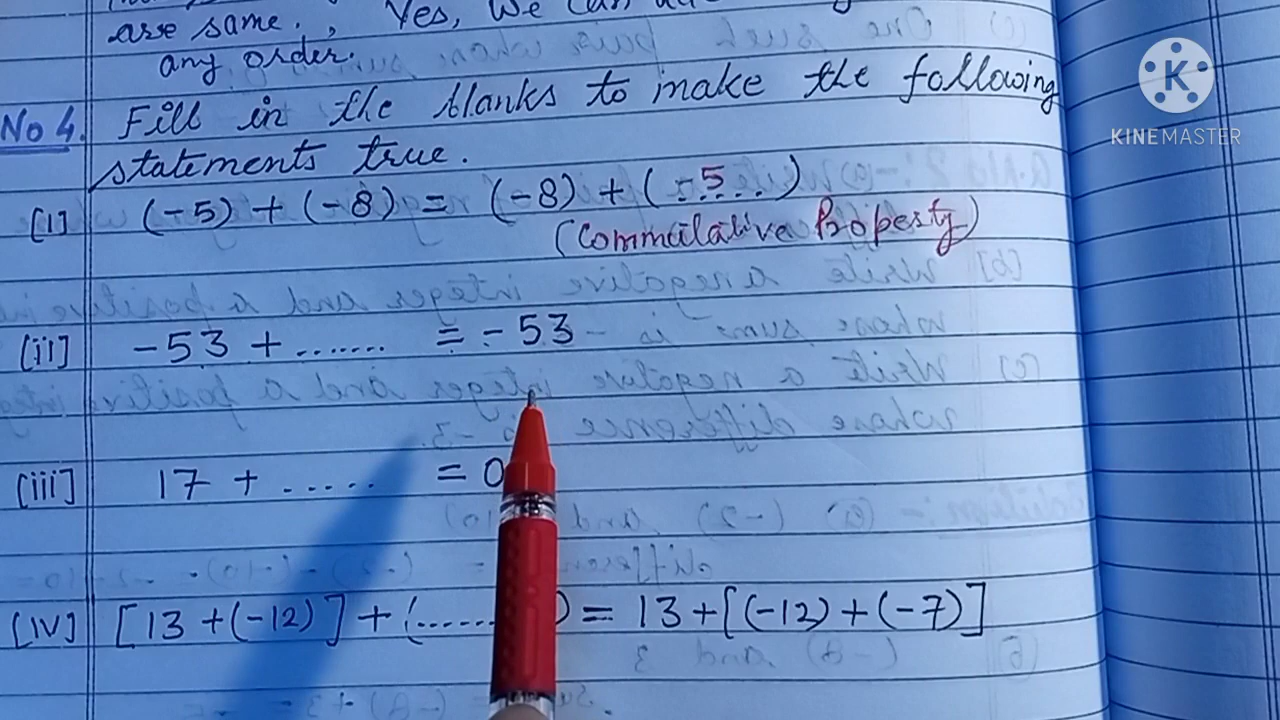 are same., Yes, we can
any order.
No 4. Fill in the blanks to make the following
statements true.
[i] (-5) + (-8) = (-8) + (.-5....)
(Commutative Property)
[ii] -53 + ....... = -53
[iii] 17 + ..... = 0
[iv] [13 + (-12)] + (...... ) = 13 + [(-12) + (-7)]
K
KINEMASTER